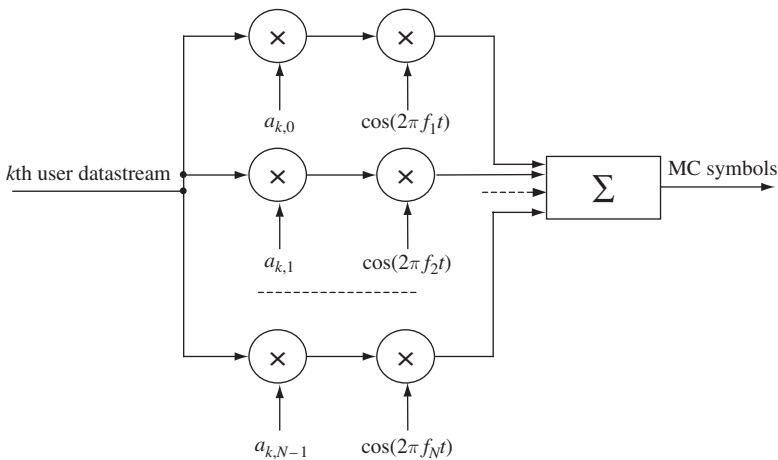 ×
×
a_{k,0}
cos(2πf_1t)
kth user datastream
×
×
Σ
MC symbols
a_{k,1}
cos(2πf_2t)
×
×
a_{k,N−1}
cos(2πf_Nt)